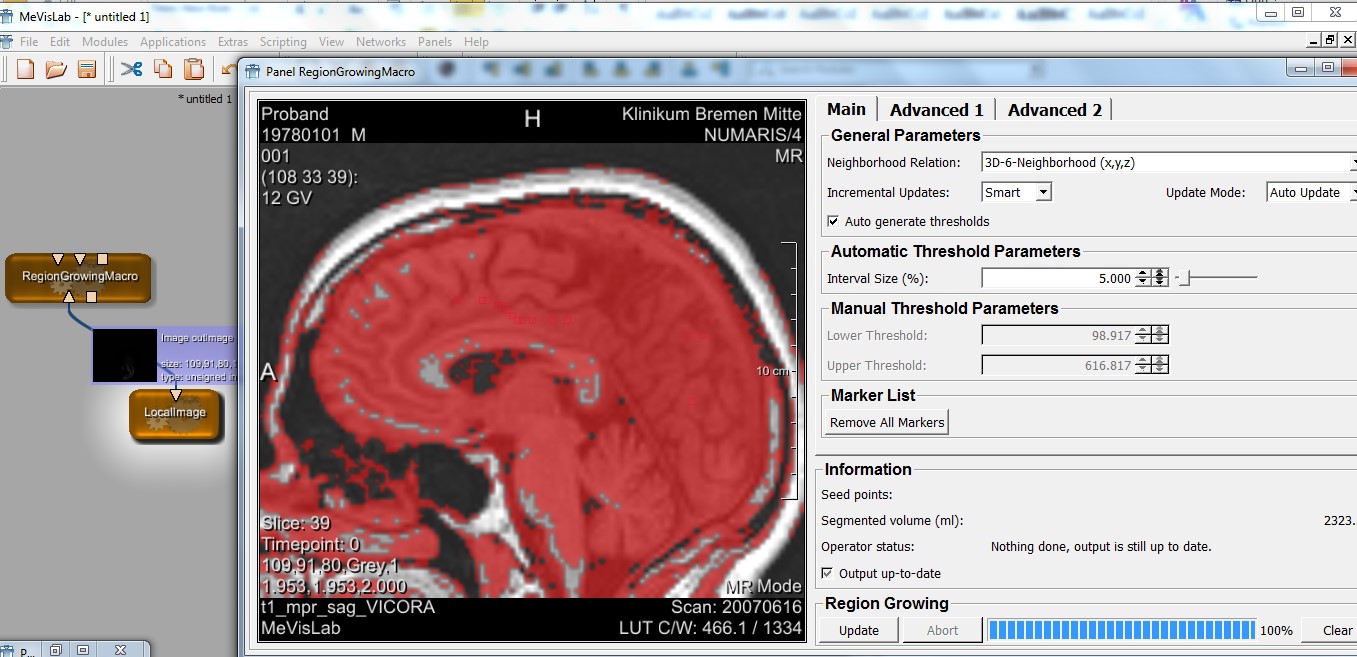 MeVisLab - [* untitled 1]
File Edit Modules Applications Extras Scripting View Networks Panels Help
* untitled 1
Panel RegionGrowingMacro
RegionGrowingMacro
Image outImage
size: 109,91,80,1
type: unsigned in
LocalImage
P...
Proband
19780101 M
001
(108 33 39):
12 GV
H
Klinikum Bremen Mitte
NUMARIS/4
MR
A
10 cm
Slice: 39
Timepoint: 0
109,91,80,Grey,1
1.953,1.953,2.000
t1_mpr_sag_VICORA
MeVisLab
MR Mode
Scan: 20070616
LUT C/W: 466.1 / 1334
Main Advanced 1 Advanced 2
General Parameters
Neighborhood Relation: 3D-6-Neighborhood (x,y,z)
Incremental Updates: Smart Update Mode: Auto Update
Auto generate thresholds
Automatic Threshold Parameters
Interval Size (%): 5.000
Manual Threshold Parameters
Lower Threshold: 98.917
Upper Threshold: 616.817
Marker List
Remove All Markers
Information
Seed points:
Segmented volume (ml): 2323.
Operator status: Nothing done, output is still up to date.
Output up-to-date
Region Growing
Update Abort 100% Clear